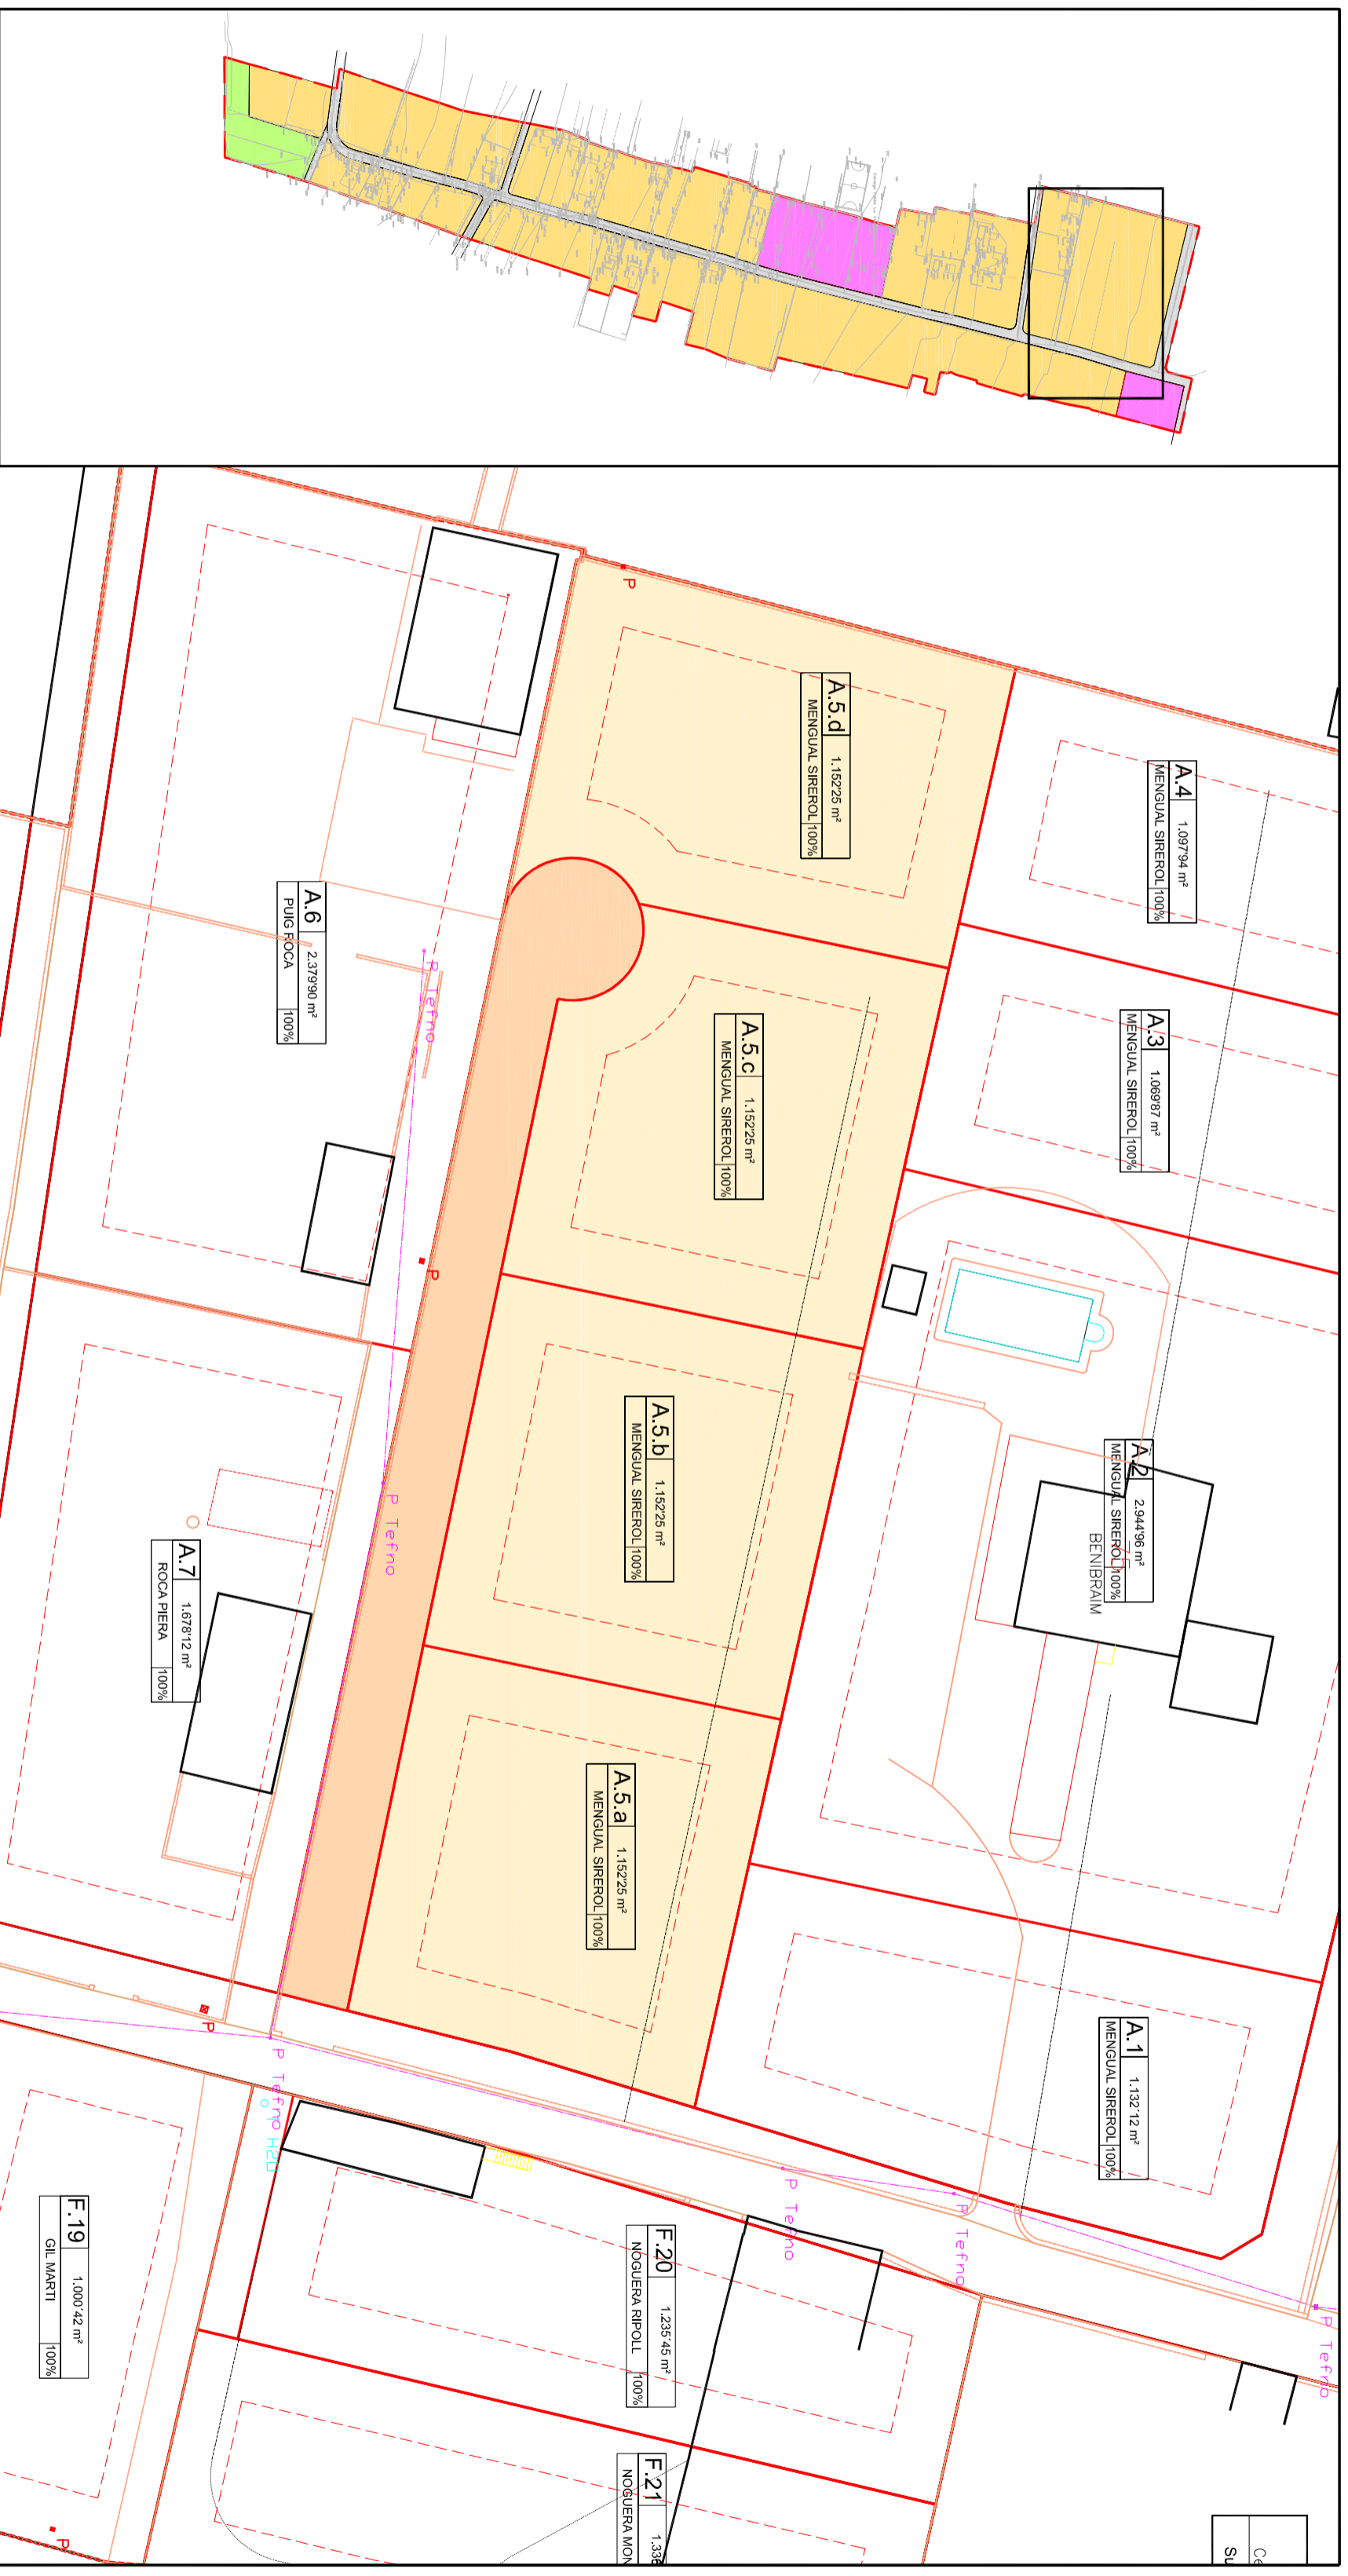 P
A.4 1.097'94 m²
MENGUAL SIREROL 100%
A.5.d 1.152'25 m²
MENGUAL SIREROL 100%
A.3 1.069'87 m²
MENGUAL SIREROL 100%
A.5.c 1.152'25 m²
MENGUAL SIREROL 100%
A.6 2.379'90 m²
PUIG ROCA 100%
P Tefno
P
A.2 2.944'96 m²
MENGUAL SIREROL 100%
BENIBRAIM
A.5.b 1.152'25 m²
MENGUAL SIREROL 100%
P Tefno
A.7 1.678'12 m²
ROCA PIERA 100%
A.5.a 1.152'25 m²
MENGUAL SIREROL 100%
A.1 1.132'12 m²
MENGUAL SIREROL 100%
P
P Tefno
H2O
P Tefno
P Tefno
P Tefno
F.20 1.235'45 m²
NOGUERA RIPOLL 100%
F.19 1.000'42 m²
GIL MARTI 100%
F.21
NOGUERA MON
P
Ce
Su